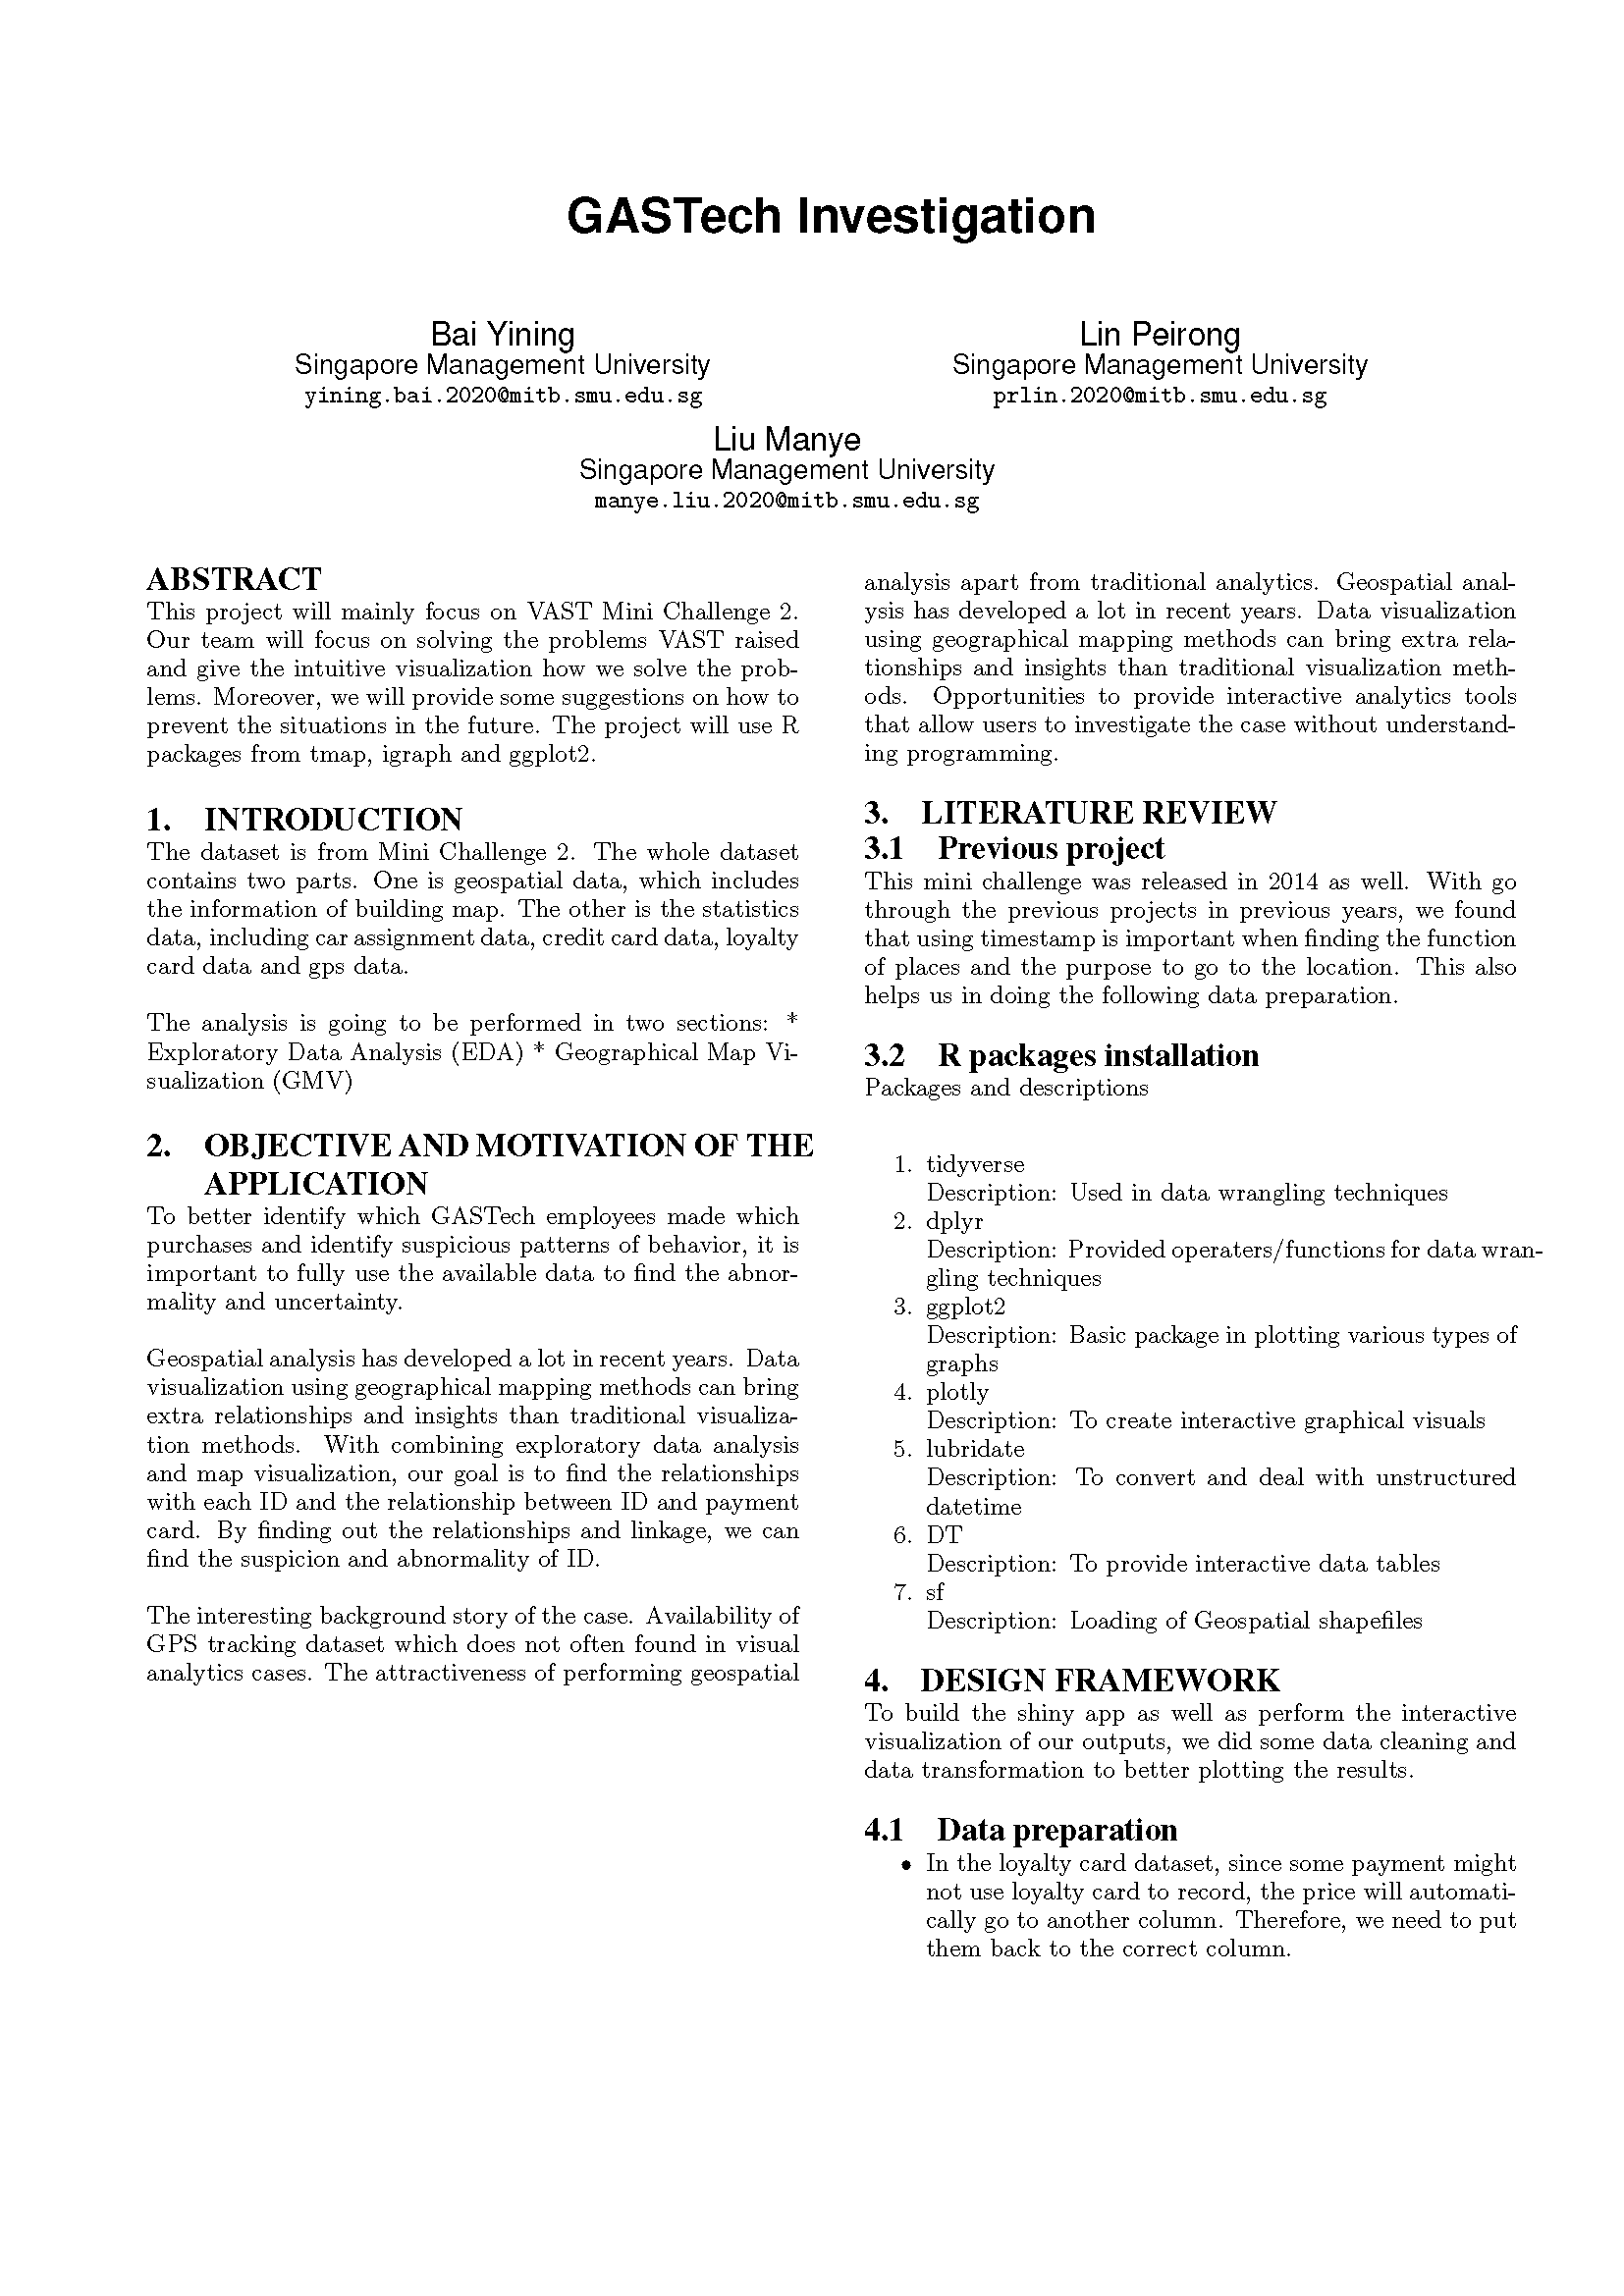 GASTech Investigation
Bai Yining
Singapore Management University
yining.bai.2020@mitb.smu.edu.sg
Lin Peirong
Singapore Management University
prlin.2020@mitb.smu.edu.sg
Liu Manye
Singapore Management University
manye.liu.2020@mitb.smu.edu.sg
ABSTRACT
This project will mainly focus on VAST Mini Challenge 2.
Our team will focus on solving the problems VAST raised
and give the intuitive visualization how we solve the prob-
lems. Moreover, we will provide some suggestions on how to
prevent the situations in the future. The project will use R
packages from tmap, igraph and ggplot2.
1. INTRODUCTION
The dataset is from Mini Challenge 2. The whole dataset
contains two parts. One is geospatial data, which includes
the information of building map. The other is the statistics
data, including car assignment data, credit card data, loyalty
card data and gps data.
The analysis is going to be performed in two sections: *
Exploratory Data Analysis (EDA) * Geographical Map Vi-
sualization (GMV)
2. OBJECTIVE AND MOTIVATION OF THE
APPLICATION
To better identify which GASTech employees made which
purchases and identify suspicious patterns of behavior, it is
important to fully use the available data to find the abnor-
mality and uncertainty.
Geospatial analysis has developed a lot in recent years. Data
visualization using geographical mapping methods can bring
extra relationships and insights than traditional visualiza-
tion methods. With combining exploratory data analysis
and map visualization, our goal is to find the relationships
with each ID and the relationship between ID and payment
card. By finding out the relationships and linkage, we can
find the suspicion and abnormality of ID.
The interesting background story of the case. Availability of
GPS tracking dataset which does not often found in visual
analytics cases. The attractiveness of performing geospatial
analysis apart from traditional analytics. Geospatial anal-
ysis has developed a lot in recent years. Data visualization
using geographical mapping methods can bring extra rela-
tionships and insights than traditional visualization meth-
ods. Opportunities to provide interactive analytics tools
that allow users to investigate the case without understand-
ing programming.
3. LITERATURE REVIEW
3.1 Previous project
This mini challenge was released in 2014 as well. With go
through the previous projects in previous years, we found
that using timestamp is important when finding the function
of places and the purpose to go to the location. This also
helps us in doing the following data preparation.
3.2 R packages installation
Packages and descriptions
1. tidyverse
Description: Used in data wrangling techniques
2. dplyr
Description: Provided operaters/functions for data wran-
gling techniques
3. ggplot2
Description: Basic package in plotting various types of
graphs
4. plotly
Description: To create interactive graphical visuals
5. lubridate
Description: To convert and deal with unstructured
datetime
6. DT
Description: To provide interactive data tables
7. sf
Description: Loading of Geospatial shapefiles
4. DESIGN FRAMEWORK
To build the shiny app as well as perform the interactive
visualization of our outputs, we did some data cleaning and
data transformation to better plotting the results.
4.1 Data preparation
• In the loyalty card dataset, since some payment might
not use loyalty card to record, the price will automati-
cally go to another column. Therefore, we need to put
them back to the correct column.